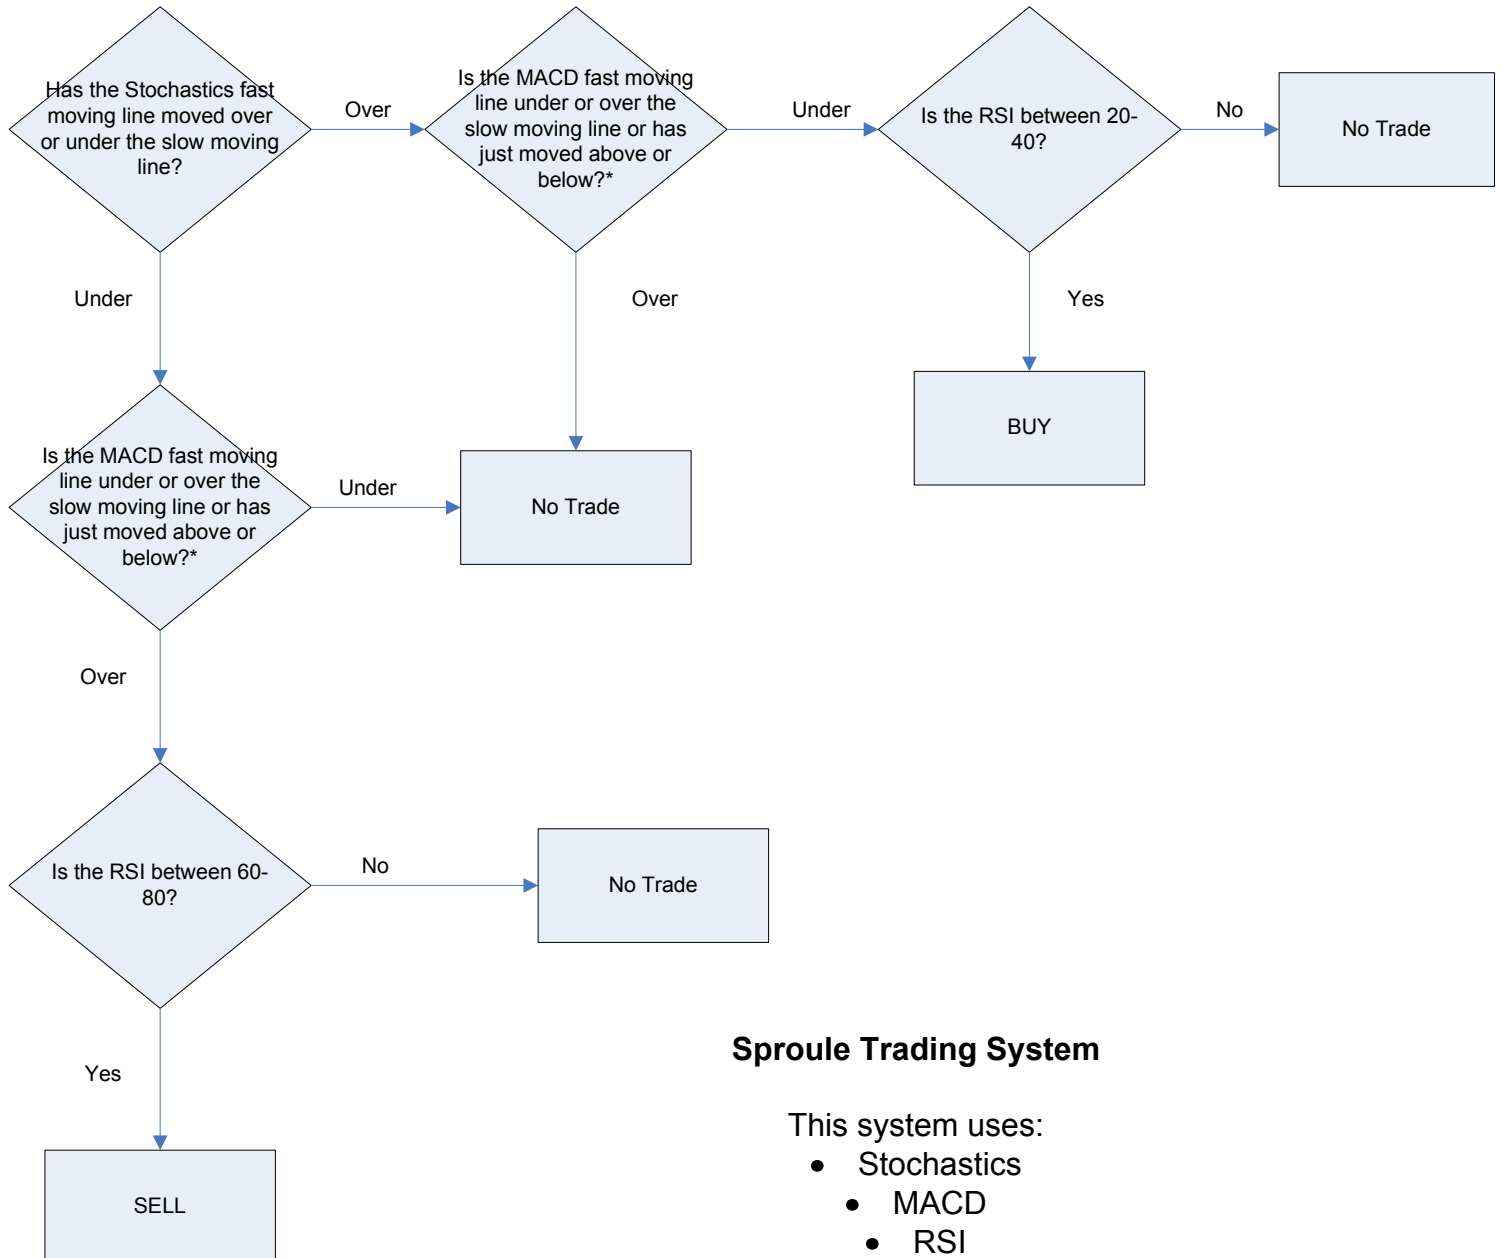 Has the Stochastics fast
moving line moved over
or under the slow moving
line?
Over
Is the MACD fast moving
line under or over the
slow moving line or has
just moved above or
below?*
Under
Is the RSI between 20-
40?
No
No Trade
Under
Over
Yes
BUY
Is the MACD fast moving
line under or over the
slow moving line or has
just moved above or
below?*
Under
No Trade
Over
Is the RSI between 60-
80?
No
No Trade
Yes
SELL
Sproule Trading System
This system uses:
• Stochastics
• MACD
• RSI